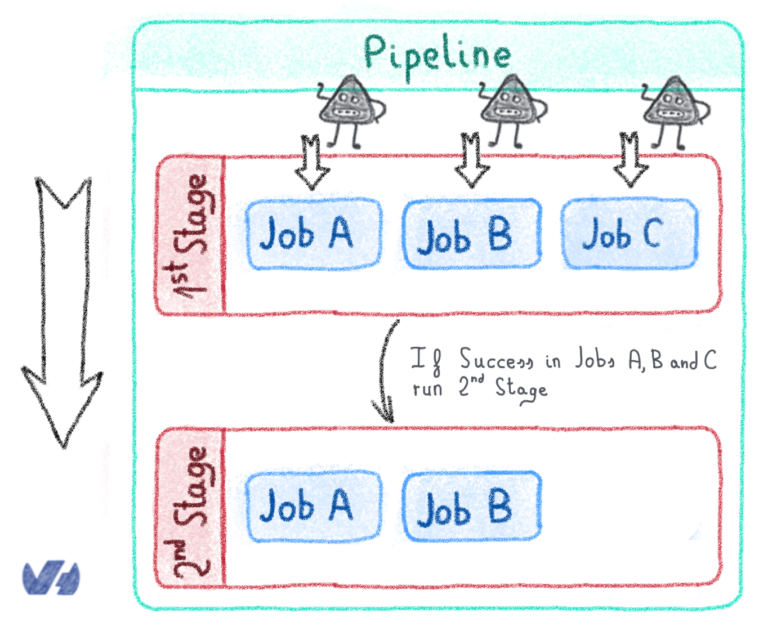 Pipeline
1st Stage
Job A
Job B
Job C
If Success in Jobs A, B and C
run 2nd Stage
2nd Stage
Job A
Job B